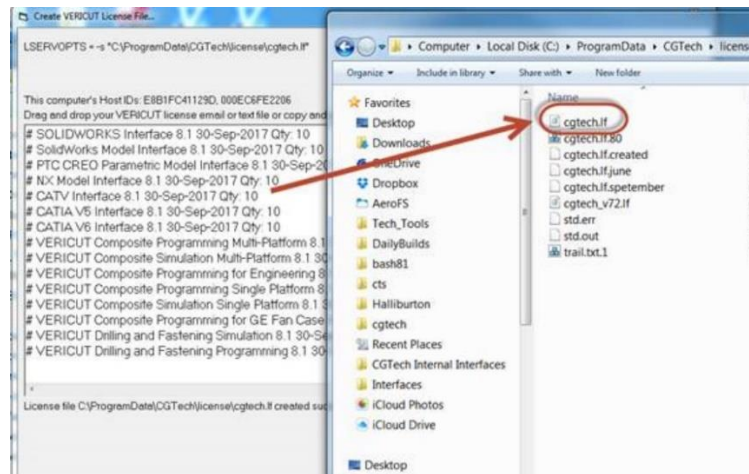 Create VERICUT License File...
LSERVOPTS = -s "C:\ProgramData\CGTech\license\cgtech.lf"
This computer's Host IDs: E8B1FC41129D, 000EC6FE2206
Drag and drop your VERICUT license email or text file or copy and
# SOLIDWORKS Interface 8.1 30-Sep-2017 Qty: 10
# SolidWorks Model Interface 8.1 30-Sep-2017 Qty: 10
# PTC CREO Parametric Model Interface 8.1 30-Sep-20
# NX Model Interface 8.1 30-Sep-2017 Qty: 10
# CATV Interface 8.1 30-Sep-2017 Qty: 10
# CATIA V5 Interface 8.1 30-Sep-2017 Qty: 10
# CATIA V6 Interface 8.1 30-Sep-2017 Qty: 10
# VERICUT Composite Programming Multi-Platform 8.1
# VERICUT Composite Simulation Multi-Platform 8.1 30
# VERICUT Composite Programming for Engineering 8
# VERICUT Composite Programming Single Platform 8
# VERICUT Composite Simulation Single Platform 8.1 3
# VERICUT Composite Programming for GE Fan Case
# VERICUT Drilling and Fastening Simulation 8.1 30-Se
# VERICUT Drilling and Fastening Programming 8.1 30-
License file C:\ProgramData\CGTech\license\cgtech.lf created suc
Computer Local Disk (C:) ProgramData CGTech licens
Organize Include in library Share with New folder
Favorites
Desktop
Downloads
OneDrive
Dropbox
AeroFS
Tech_Tools
DailyBuilds
bash81
cts
Halliburton
cgtech
Recent Places
CGTech Internal Interfaces
Interfaces
iCloud Photos
iCloud Drive
Desktop
Name
cgtech.lf
cgtech.lf.80
cgtech.lf.created
cgtech.lf.june
cgtech.lf.spetember
cgtech_v72.lf
std.err
std.out
trail.txt.1